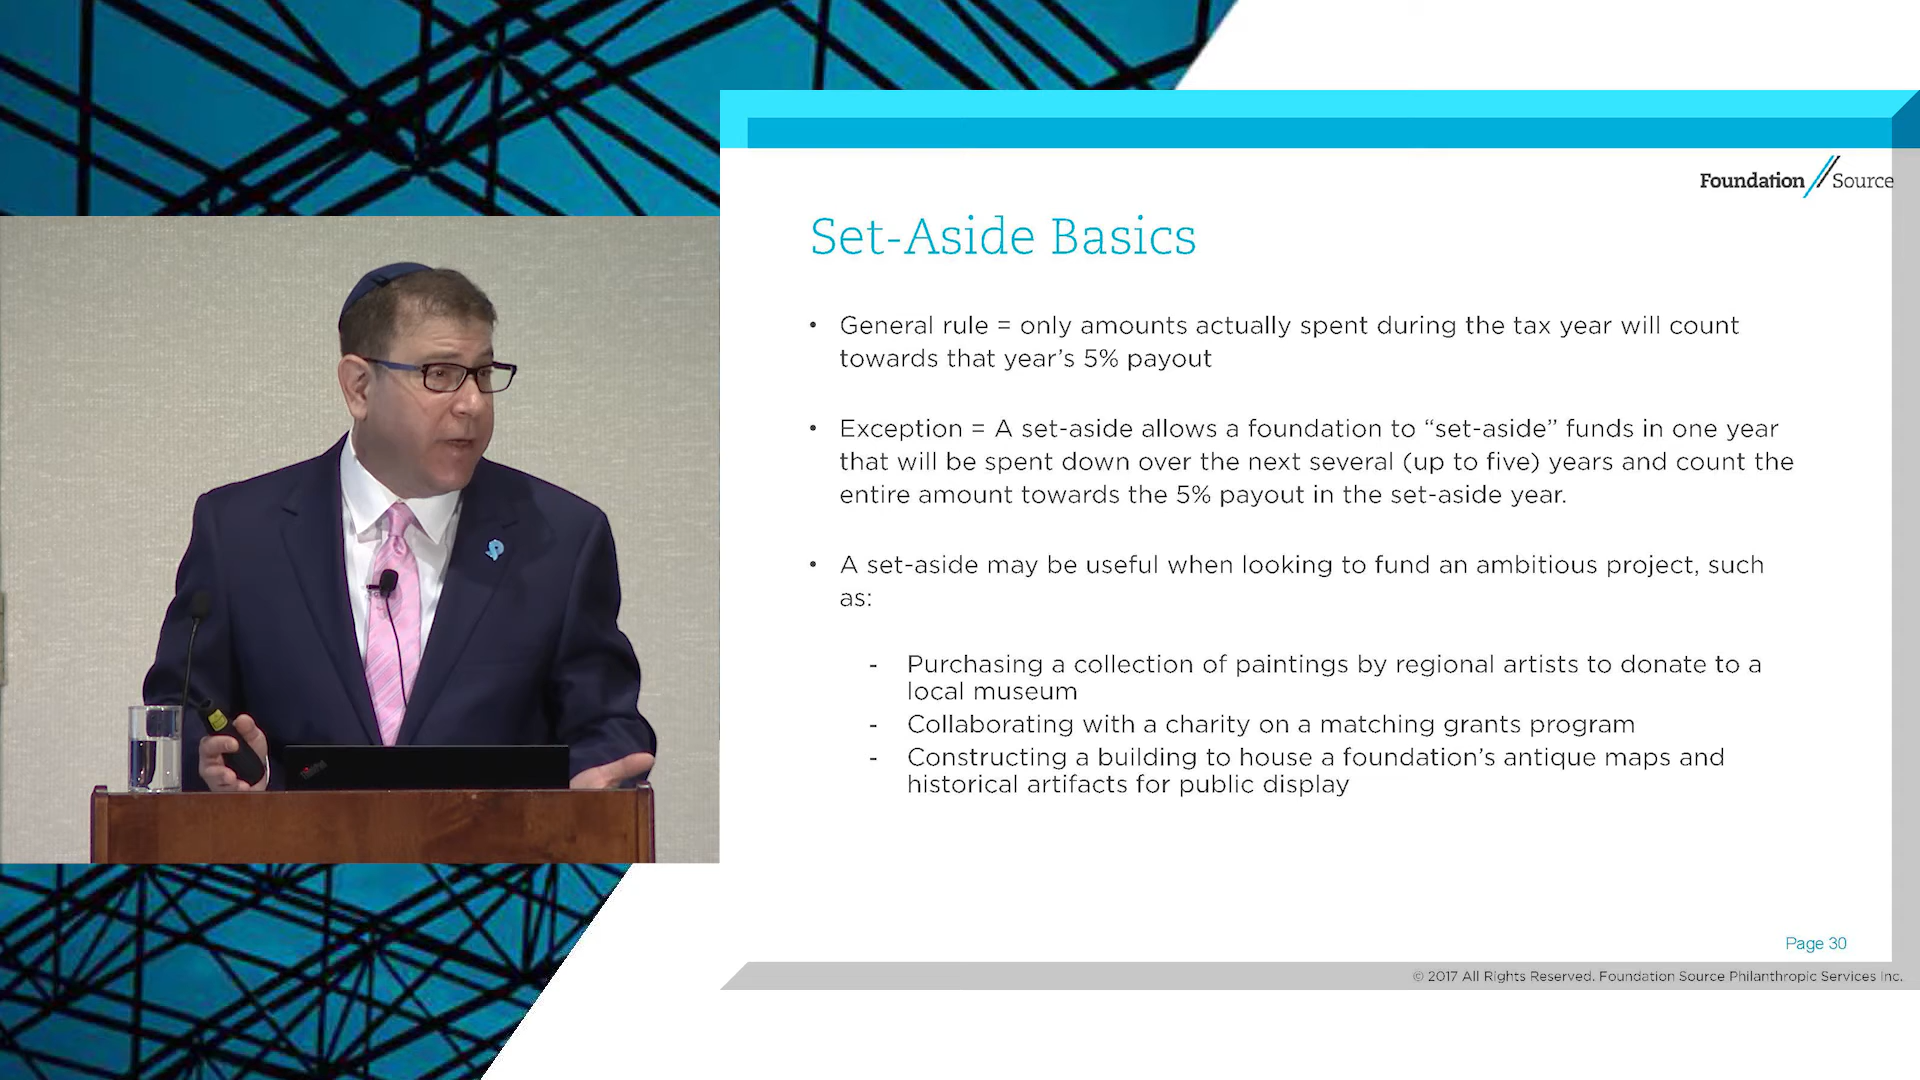 Foundation Source
Set-Aside Basics
• General rule = only amounts actually spent during the tax year will count
towards that year’s 5% payout
• Exception = A set-aside allows a foundation to “set-aside” funds in one year
that will be spent down over the next several (up to five) years and count the
entire amount towards the 5% payout in the set-aside year.
• A set-aside may be useful when looking to fund an ambitious project, such
as:
- Purchasing a collection of paintings by regional artists to donate to a
local museum
- Collaborating with a charity on a matching grants program
- Constructing a building to house a foundation’s antique maps and
historical artifacts for public display
Page 30
© 2017 All Rights Reserved. Foundation Source Philanthropic Services Inc.
ThinkPad